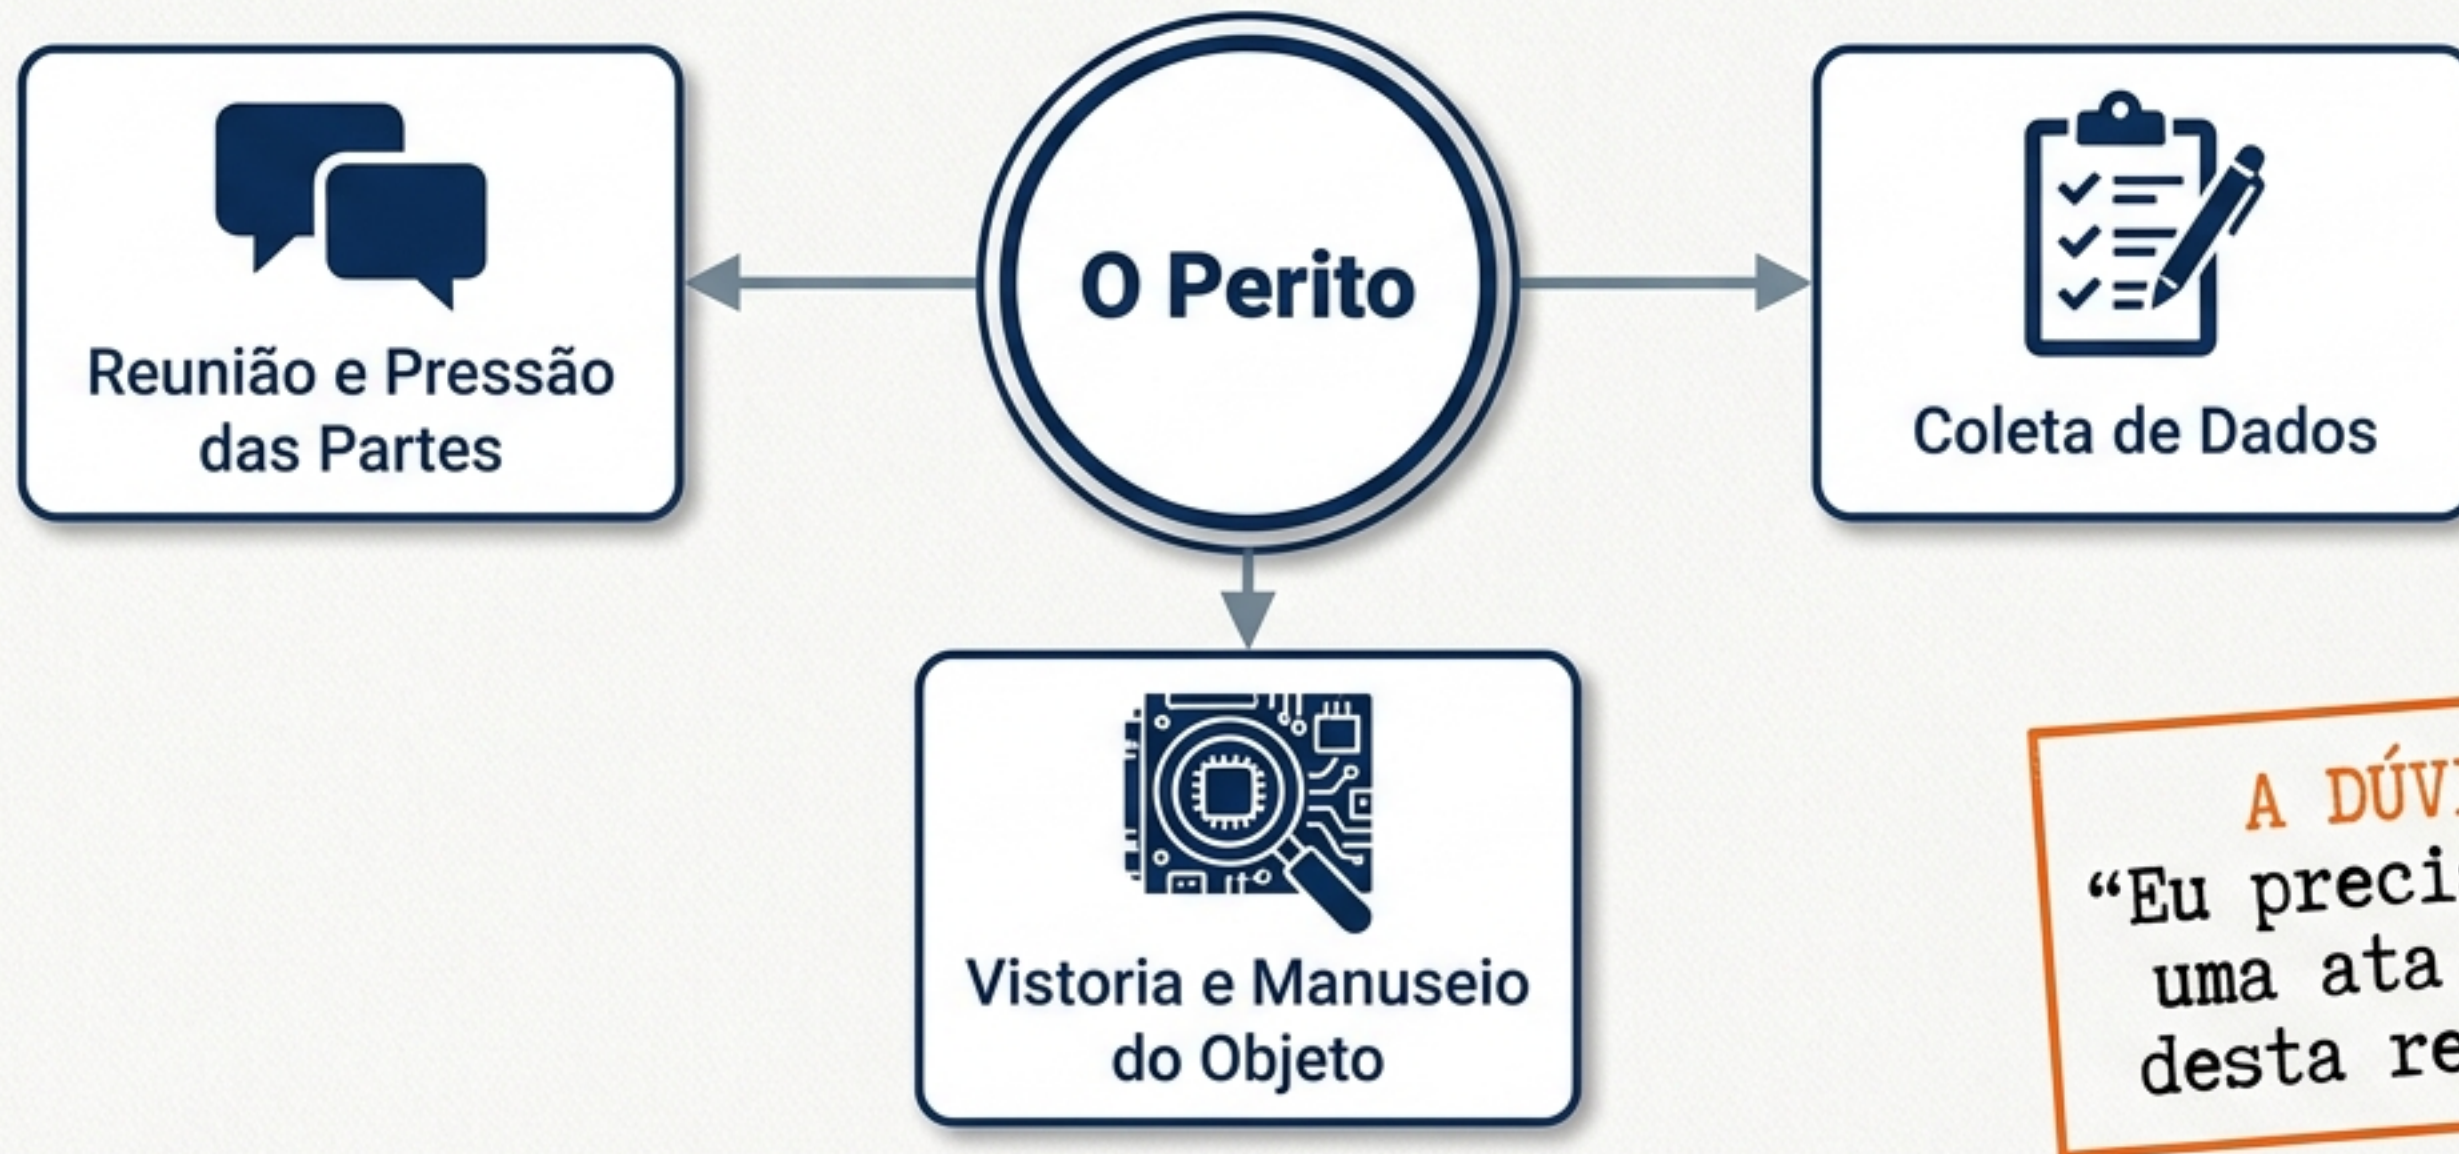 O Perito
Reunião e Pressão
das Partes
Coleta de Dados
Vistoria e Manuseio
do Objeto
A
“Eu
uma ata
desta